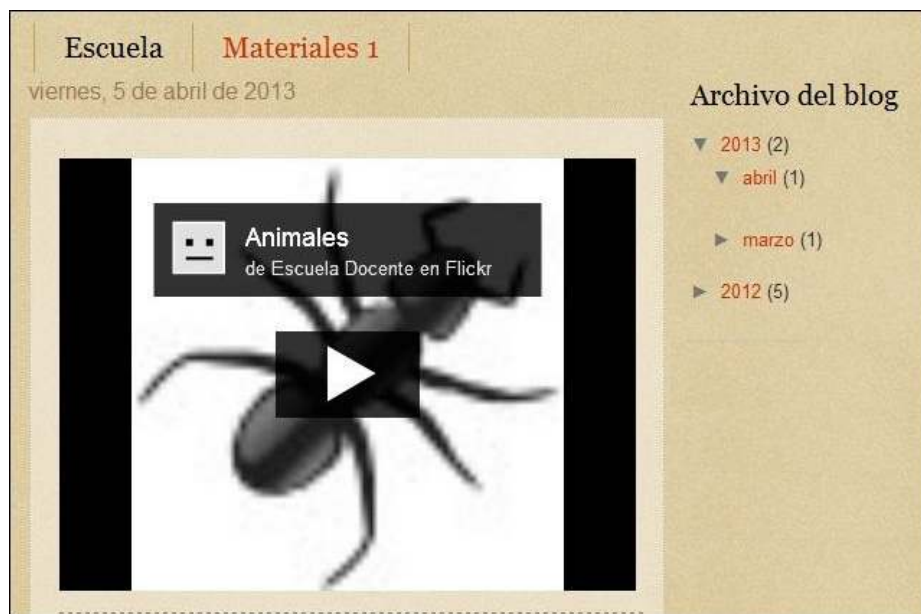 Escuela
Materiales 1
viernes, 5 de abril de 2013
Animales
de Escuela Docente en Flickr
Archivo del blog
▼ 2013 (2)
▼ abril (1)
► marzo (1)
► 2012 (5)